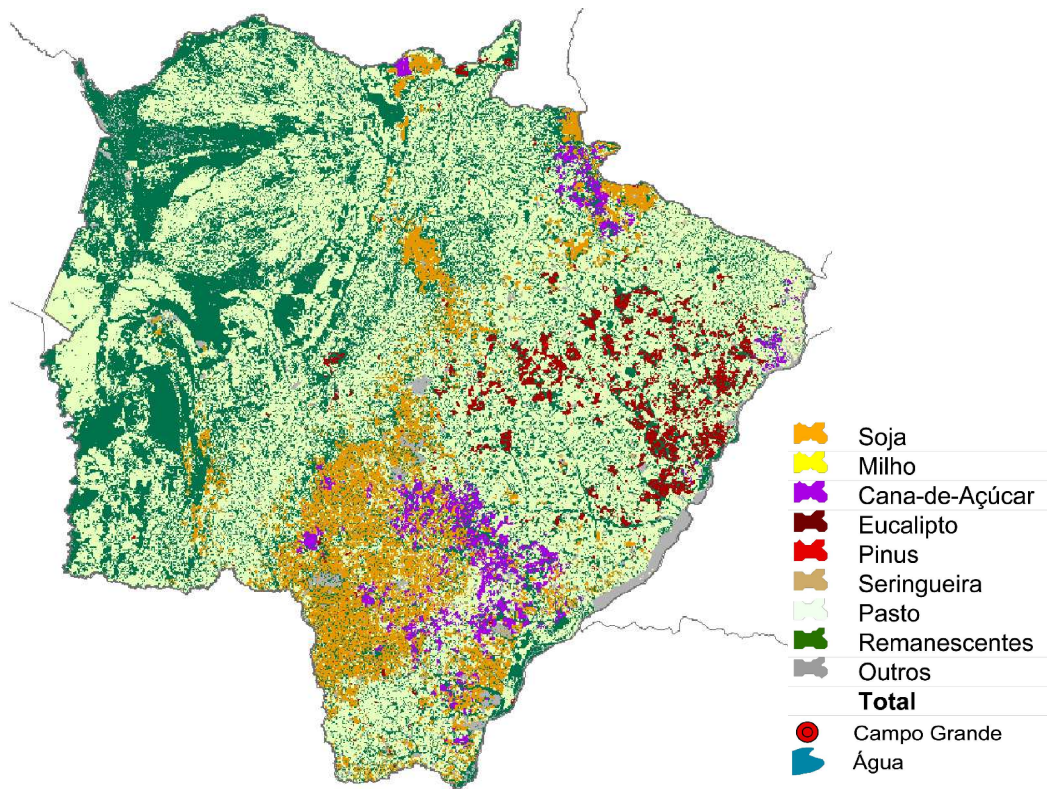 Soja
Milho
Cana-de-Açúcar
Eucalipto
Pinus
Seringueira
Pasto
Remanescentes
Outros
Total
Campo Grande
Água